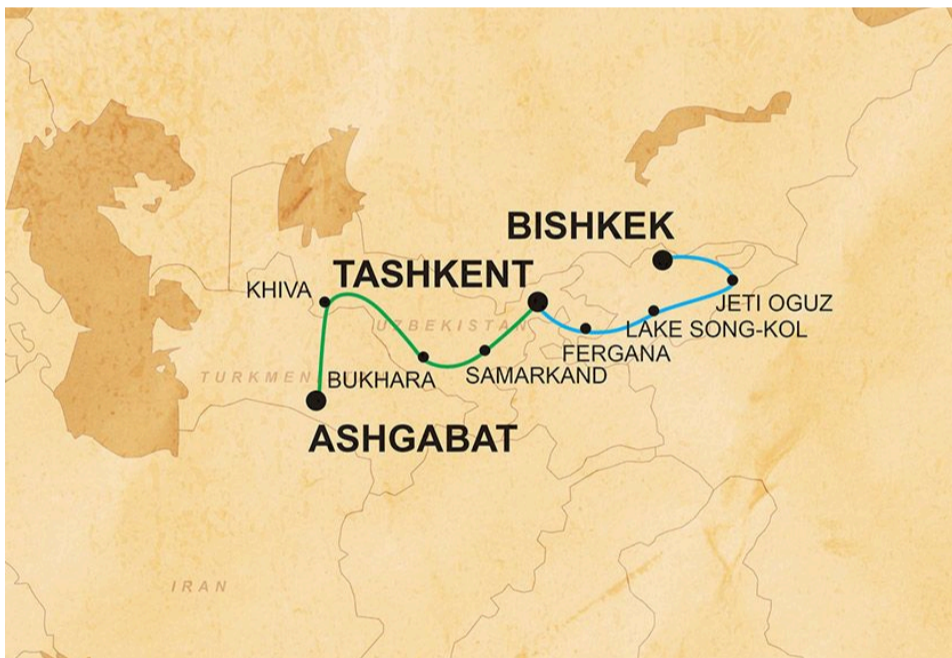 BISHKEK
TASHKENT
KHIVA
JETI OGUZ
UZBEKISTAN
LAKE SONG-KOL
FERGANA
SAMARKAND
TURKMEN
BUKHARA
ASHGABAT
IRAN